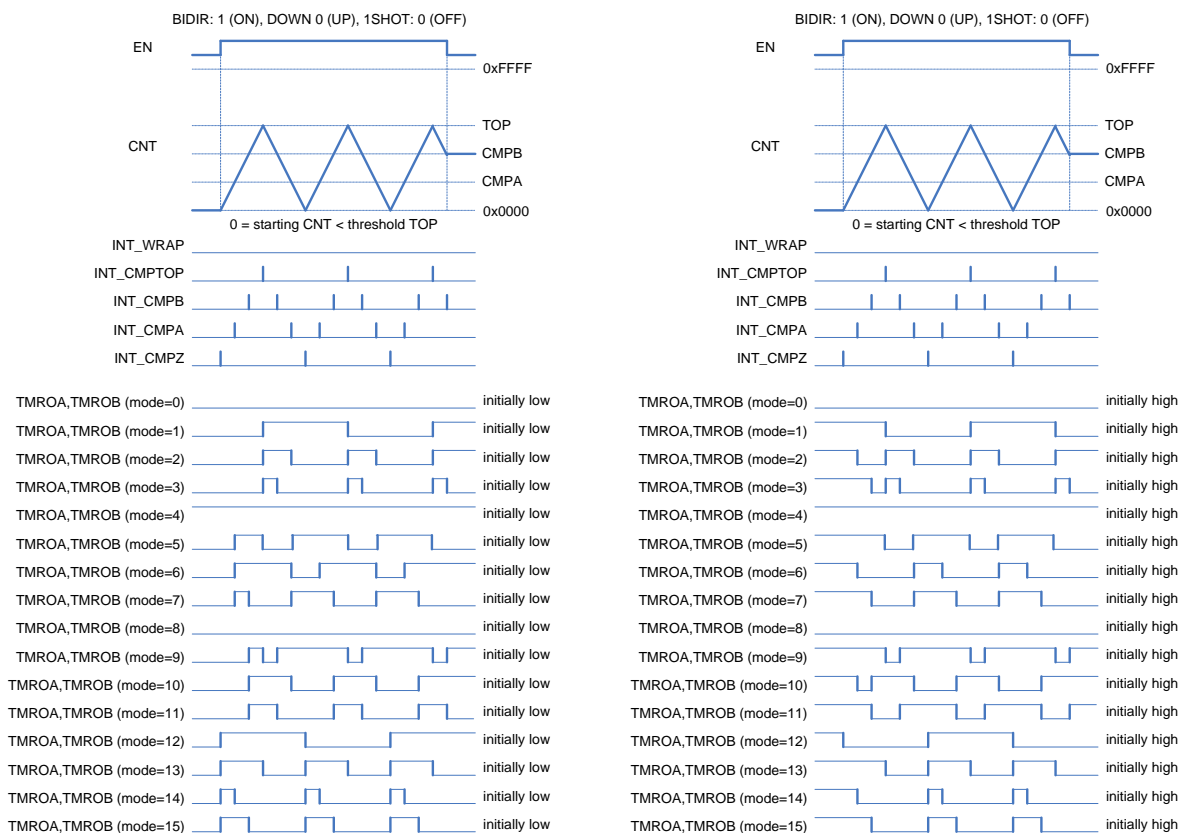 BIDIR: 1 (ON), DOWN 0 (UP), 1SHOT: 0 (OFF)
EN
0xFFFF
TOP
CNT
CMPB
CMPA
0x0000
0 = starting CNT < threshold TOP
INT_WRAP
INT_CMPTOP
INT_CMPB
INT_CMPA
INT_CMPZ
TMROA,TMROB (mode=0) initially low
TMROA,TMROB (mode=1) initially low
TMROA,TMROB (mode=2) initially low
TMROA,TMROB (mode=3) initially low
TMROA,TMROB (mode=4) initially low
TMROA,TMROB (mode=5) initially low
TMROA,TMROB (mode=6) initially low
TMROA,TMROB (mode=7) initially low
TMROA,TMROB (mode=8) initially low
TMROA,TMROB (mode=9) initially low
TMROA,TMROB (mode=10) initially low
TMROA,TMROB (mode=11) initially low
TMROA,TMROB (mode=12) initially low
TMROA,TMROB (mode=13) initially low
TMROA,TMROB (mode=14) initially low
TMROA,TMROB (mode=15) initially low
BIDIR: 1 (ON), DOWN 0 (UP), 1SHOT: 0 (OFF)
EN
0xFFFF
TOP
CNT
CMPB
CMPA
0x0000
0 = starting CNT < threshold TOP
INT_WRAP
INT_CMPTOP
INT_CMPB
INT_CMPA
INT_CMPZ
TMROA,TMROB (mode=0) initially high
TMROA,TMROB (mode=1) initially high
TMROA,TMROB (mode=2) initially high
TMROA,TMROB (mode=3) initially high
TMROA,TMROB (mode=4) initially high
TMROA,TMROB (mode=5) initially high
TMROA,TMROB (mode=6) initially high
TMROA,TMROB (mode=7) initially high
TMROA,TMROB (mode=8) initially high
TMROA,TMROB (mode=9) initially high
TMROA,TMROB (mode=10) initially high
TMROA,TMROB (mode=11) initially high
TMROA,TMROB (mode=12) initially high
TMROA,TMROB (mode=13) initially high
TMROA,TMROB (mode=14) initially high
TMROA,TMROB (mode=15) initially high